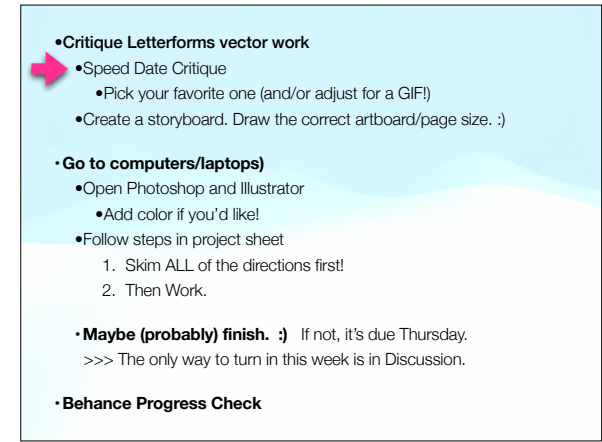 •Critique Letterforms vector work
•Speed Date Critique
•Pick your favorite one (and/or adjust for a GIF!)
•Create a storyboard. Draw the correct artboard/page size. :)
•Go to computers/laptops)
•Open Photoshop and Illustrator
•Add color if you'd like!
•Follow steps in project sheet
1. Skim ALL of the directions first!
2. Then Work.
•Maybe (probably) finish. :) If not, it's due Thursday.
>>> The only way to turn in this week is in Discussion.
•Behance Progress Check